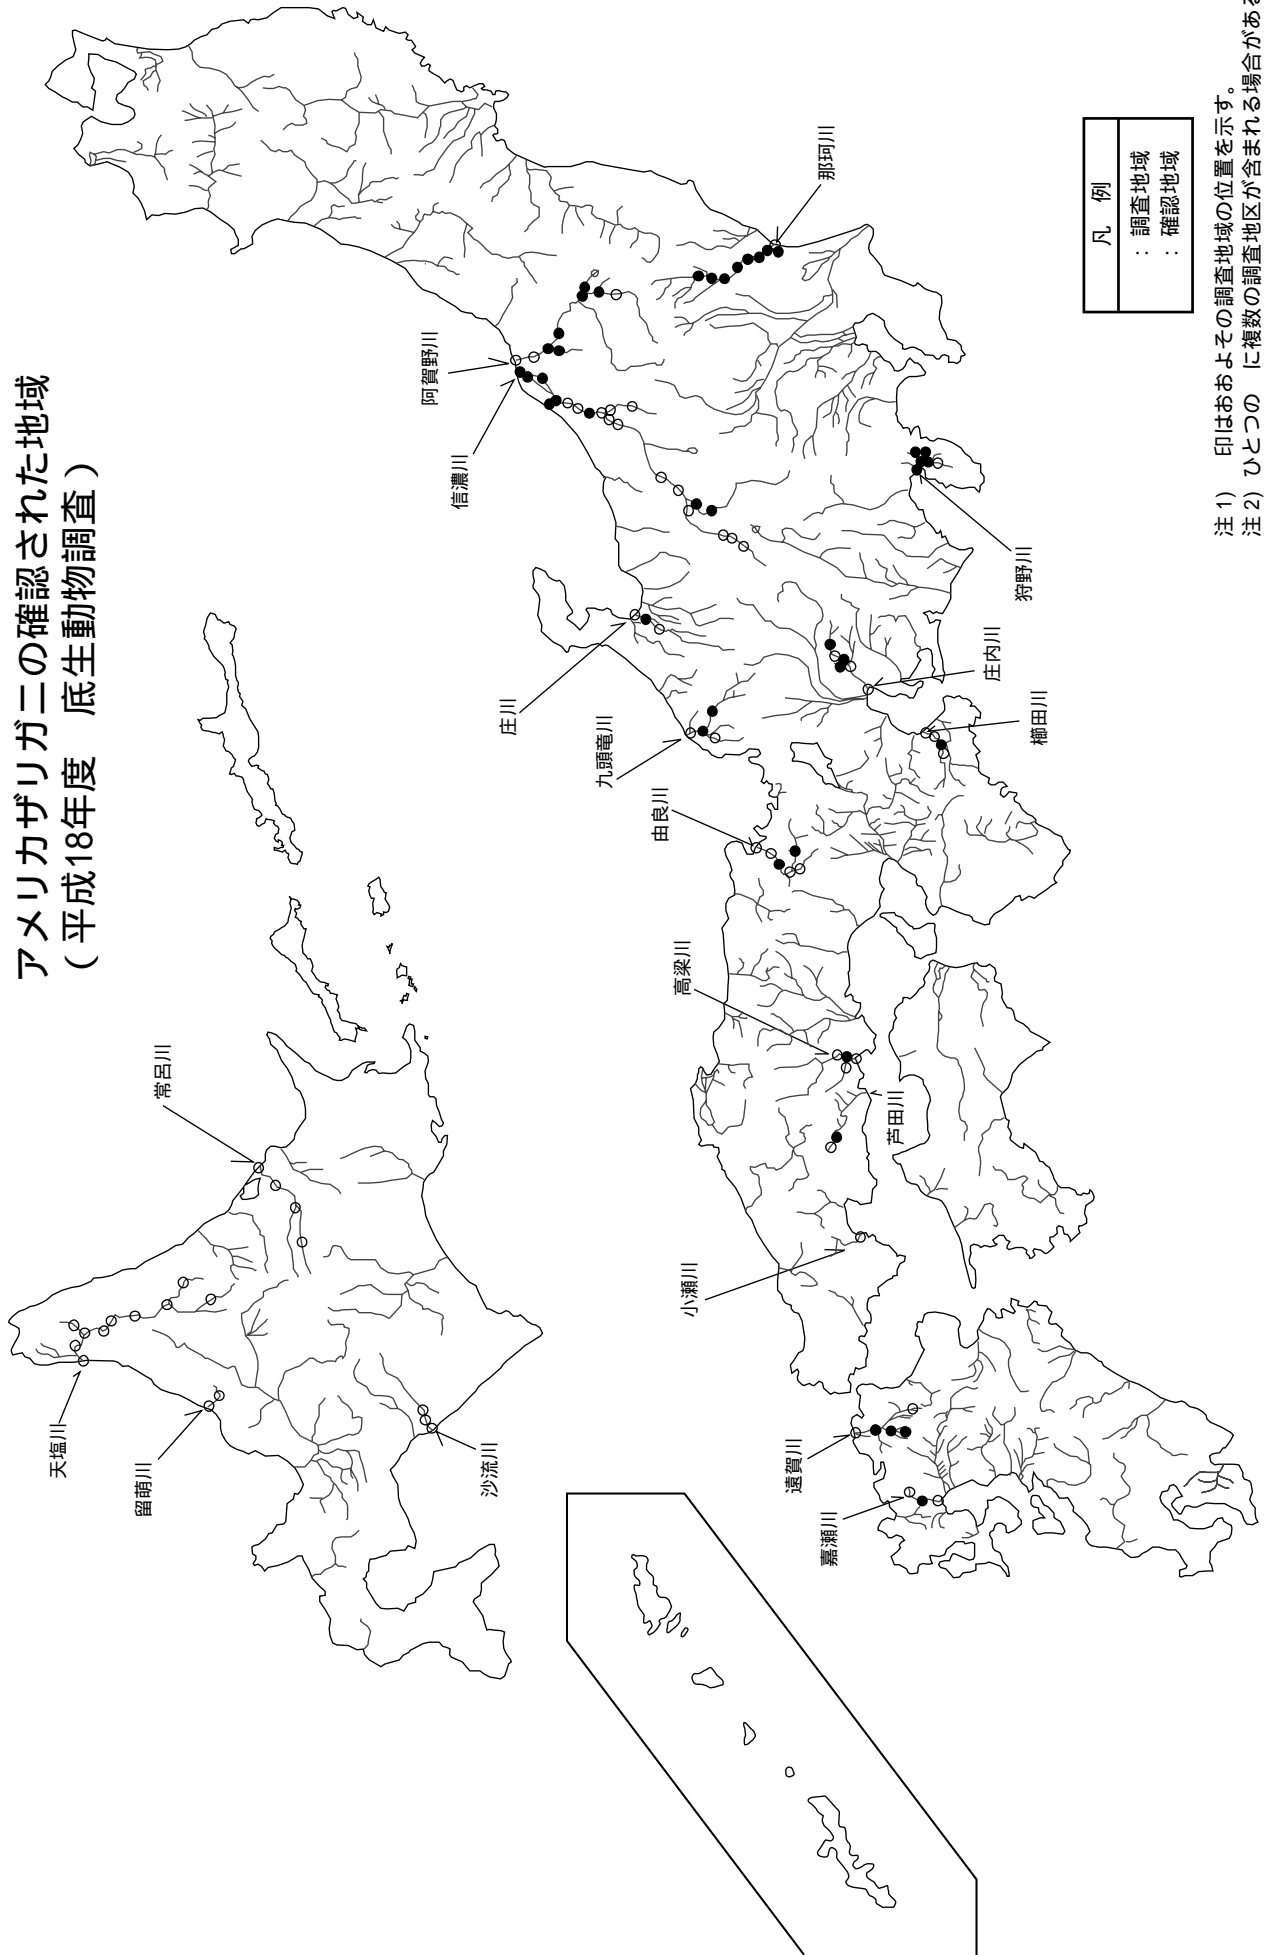 アメリカザリガニの確認された地域
（平成18年度　底生動物調査）
常呂川
天塩川
留萌川
沙流川
阿賀野川
信濃川
那珂川
狩野川
庄川
九頭竜川
庄内川
櫛田川
由良川
高梁川
芦田川
小瀬川
遠賀川
嘉瀬川
凡　例
：調査地域
：確認地域
注1)　印はおおよその調査地域の位置を示す。
注2) ひとつの　に複数の調査地区が含まれる場合がある